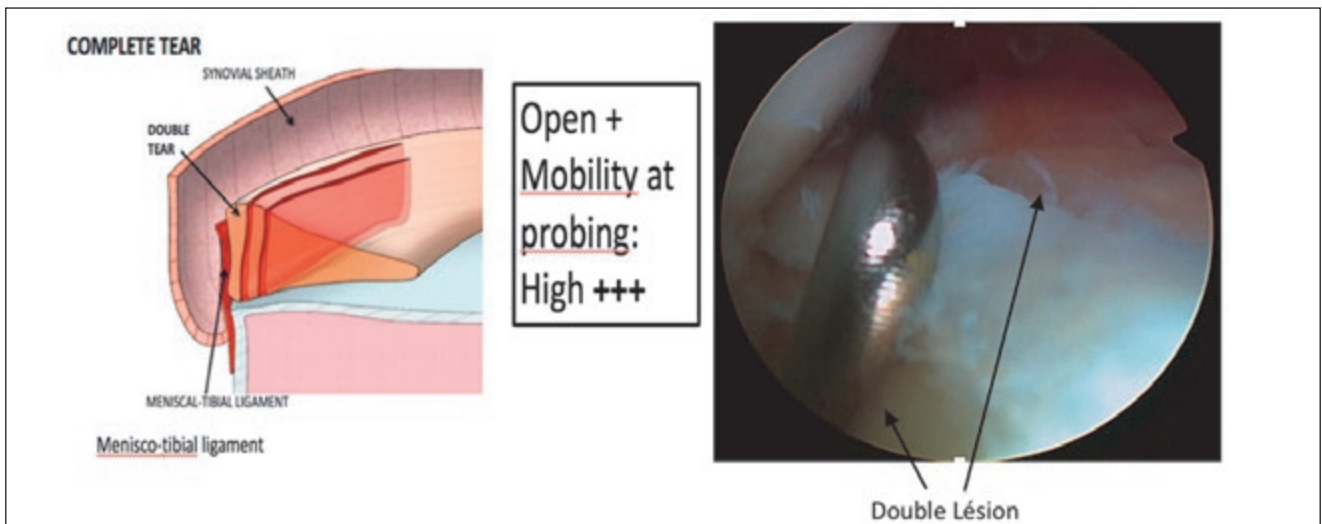 COMPLETE TEAR
SYNOVIAL SHEATH
DOUBLE
TEAR
MENISCAL-TIBIAL LIGAMENT
Menisco-tibial ligament
Open +
Mobility at
probing:
High +++
Double Lésion